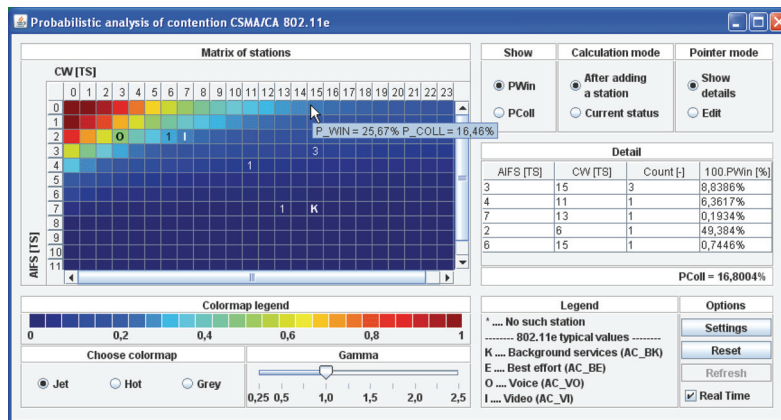 Probabilistic analysis of contention CSMA/CA 802.11e
Matrix of stations
CW [TS]
0 1 2 3 4 5 6 7 8 9 10 11 12 13 14 15 16 17 18 19 20 21 22 23
0
1
2 O 1 I
P_WIN = 25,67% P_COLL = 16,46%
3 3
4 1
5
6
7 1 K
8
9
10
11
AIFS [TS]
Show
PWin
PColl
Calculation mode
After adding
a station
Current status
Pointer mode
Show
details
Edit
Detail
AIFS [TS] CW [TS] Count [-] 100.PWin [%]
3 15 3 8,8386%
4 11 1 6,3617%
7 13 1 0,1934%
2 6 1 49,384%
6 15 1 0,7446%
PColl = 16,8004%
Colormap legend
0 0,2 0,4 0,6 0,8 1
Choose colormap
Jet Hot Grey
Gamma
0,25 0,5 1,0 1,5 2,0 2,5
Legend
* .... No such station
-------- 802.11e typical values --------
K .... Background services (AC_BK)
E .... Best effort (AC_BE)
O .... Voice (AC_VO)
I .... Video (AC_VI)
Options
Settings
Reset
Refresh
Real Time